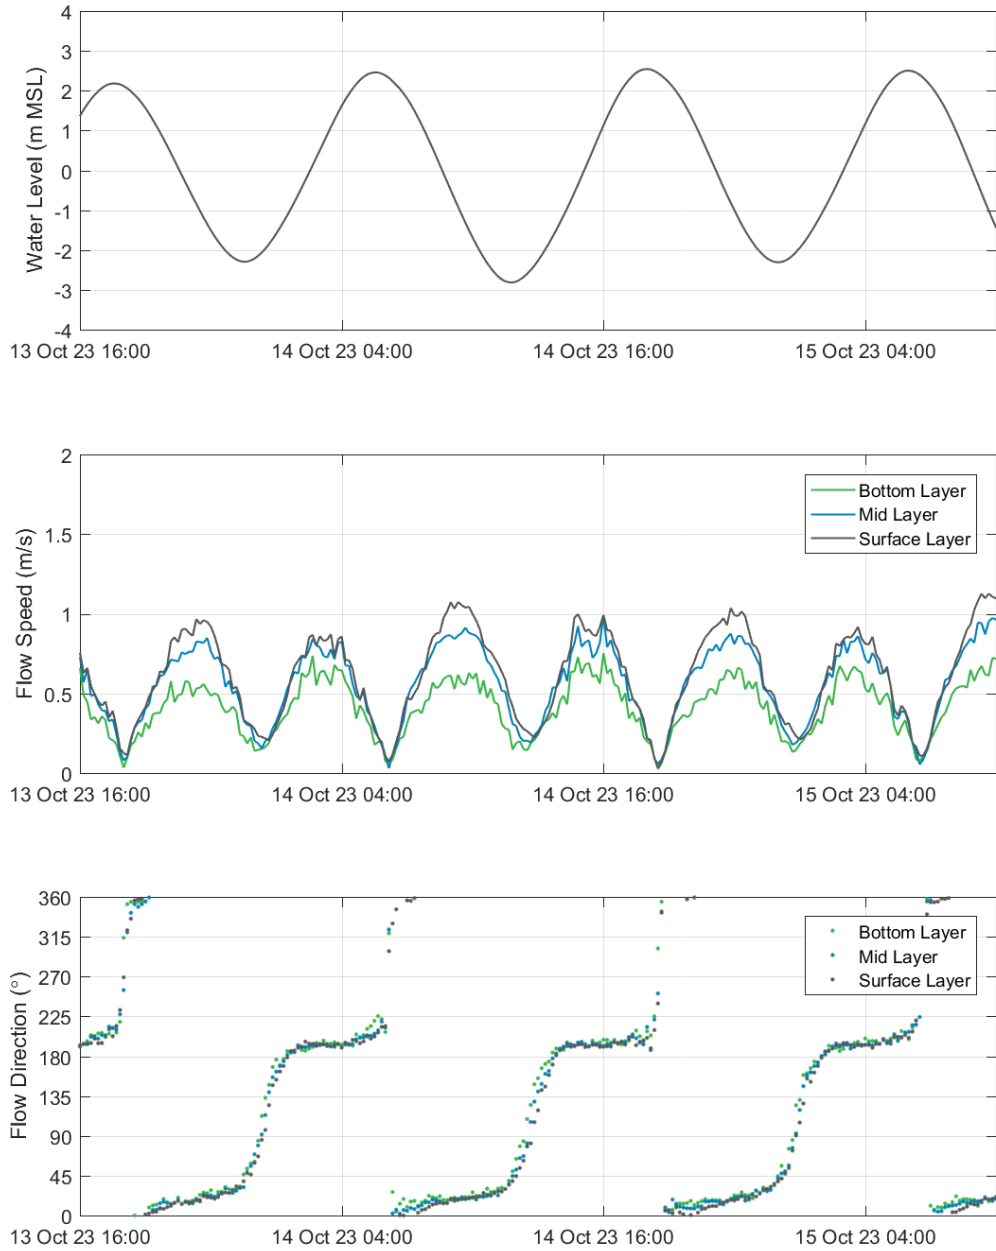 4
3
2
1
0
-1
-2
-3
-4
Water Level (m MSL)
13 Oct 23 16:00 14 Oct 23 04:00 14 Oct 23 16:00 15 Oct 23 04:00
2
1.5
1
0.5
0
Flow Speed (m/s)
Bottom Layer
Mid Layer
Surface Layer
13 Oct 23 16:00 14 Oct 23 04:00 14 Oct 23 16:00 15 Oct 23 04:00
360
315
270
225
180
135
90
45
0
Flow Direction (°)
Bottom Layer
Mid Layer
Surface Layer
13 Oct 23 16:00 14 Oct 23 04:00 14 Oct 23 16:00 15 Oct 23 04:00